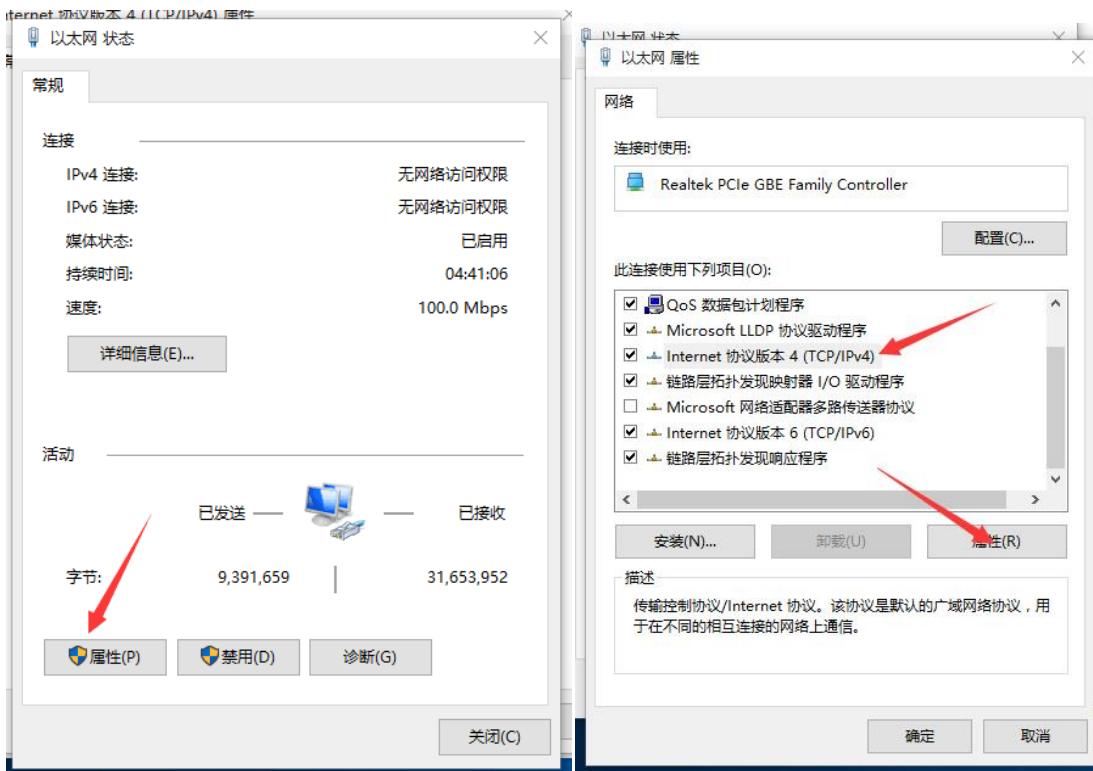 Internet 协议版本 4 (TCP/IPv4) 属性
以太网 状态
常规
连接
IPv4 连接:
无网络访问权限
IPv6 连接:
无网络访问权限
媒体状态:
已启用
持续时间:
04:41:06
速度:
100.0 Mbps
详细信息(E)...
活动
已发送
已接收
字节:
9,391,659
31,653,952
属性(P)
禁用(D)
诊断(G)
关闭(C)
以太网 状态
以太网 属性
网络
连接时使用:
Realtek PCIe GBE Family Controller
配置(C)...
此连接使用下列项目(O):
QoS 数据包计划程序
Microsoft LLDP 协议驱动程序
Internet 协议版本 4 (TCP/IPv4)
链路层拓扑发现映射器 I/O 驱动程序
Microsoft 网络适配器多路传送器协议
Internet 协议版本 6 (TCP/IPv6)
链路层拓扑发现响应程序
安装(N)...
卸载(U)
属性(R)
描述
传输控制协议/Internet 协议。该协议是默认的广域网络协议，用
于在不同的相互连接的网络上通信。
确定
取消